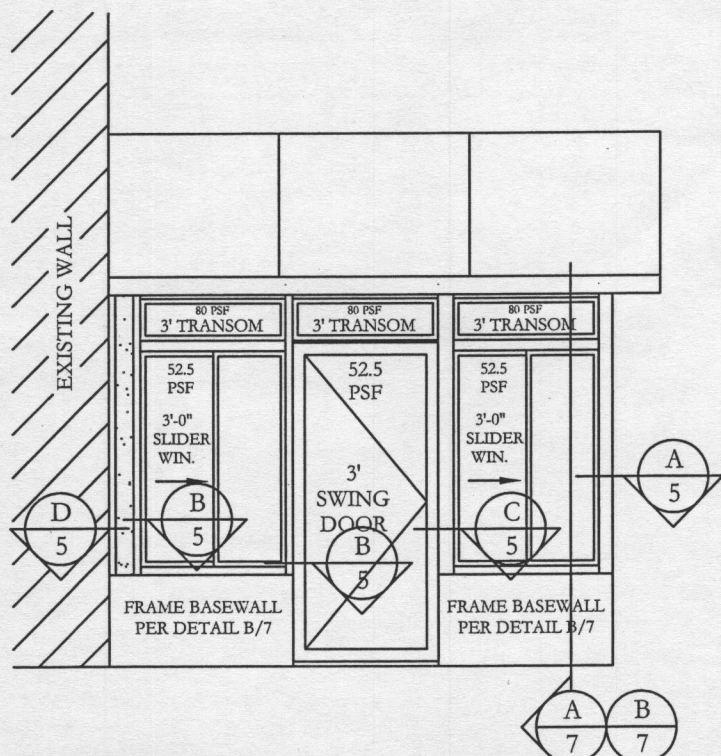 EXISTING WALL
80 PSF
3' TRANSOM
80 PSF
3' TRANSOM
80 PSF
3' TRANSOM
52.5
PSF
3'-0"
SLIDER
WIN.
52.5
PSF
3'
SWING
DOOR
52.5
PSF
3'-0"
SLIDER
WIN.
A
5
D
5
B
5
B
5
C
5
FRAME BASEWALL
PER DETAIL B/7
FRAME BASEWALL
PER DETAIL B/7
A
7
B
7